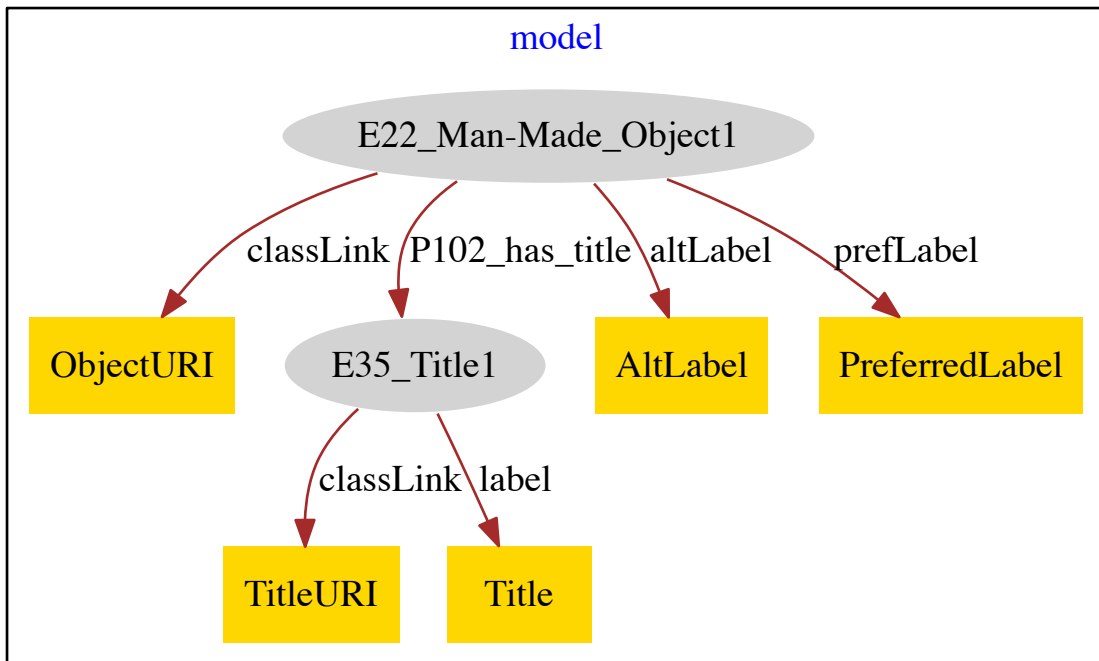 model
E22_Man-Made_Object1
classLink P102_has_title altLabel prefLabel
ObjectURI E35_Title1 AltLabel PreferredLabel
classLink label
TitleURI Title